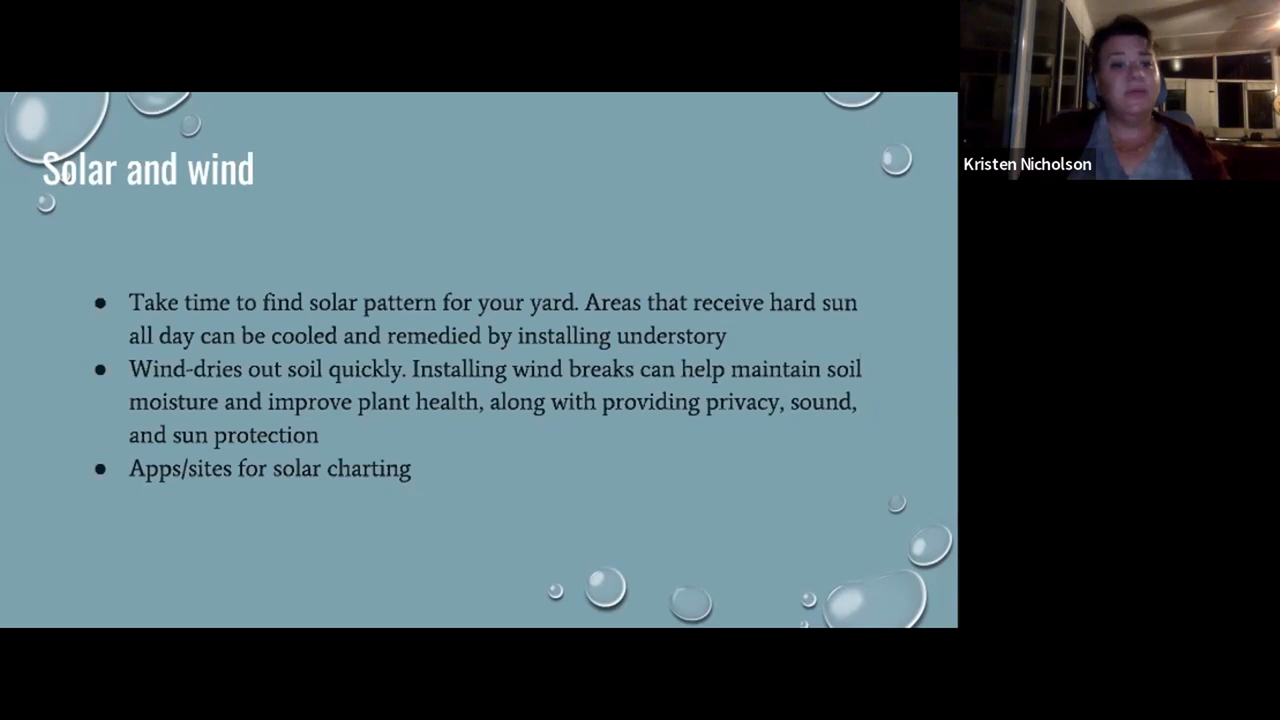 Solar and wind
Take time to find solar pattern for your yard. Areas that receive hard sun
all day can be cooled and remedied by installing understory
Wind-dries out soil quickly. Installing wind breaks can help maintain soil
moisture and improve plant health, along with providing privacy, sound,
and sun protection
Apps/sites for solar charting
Kristen Nicholson